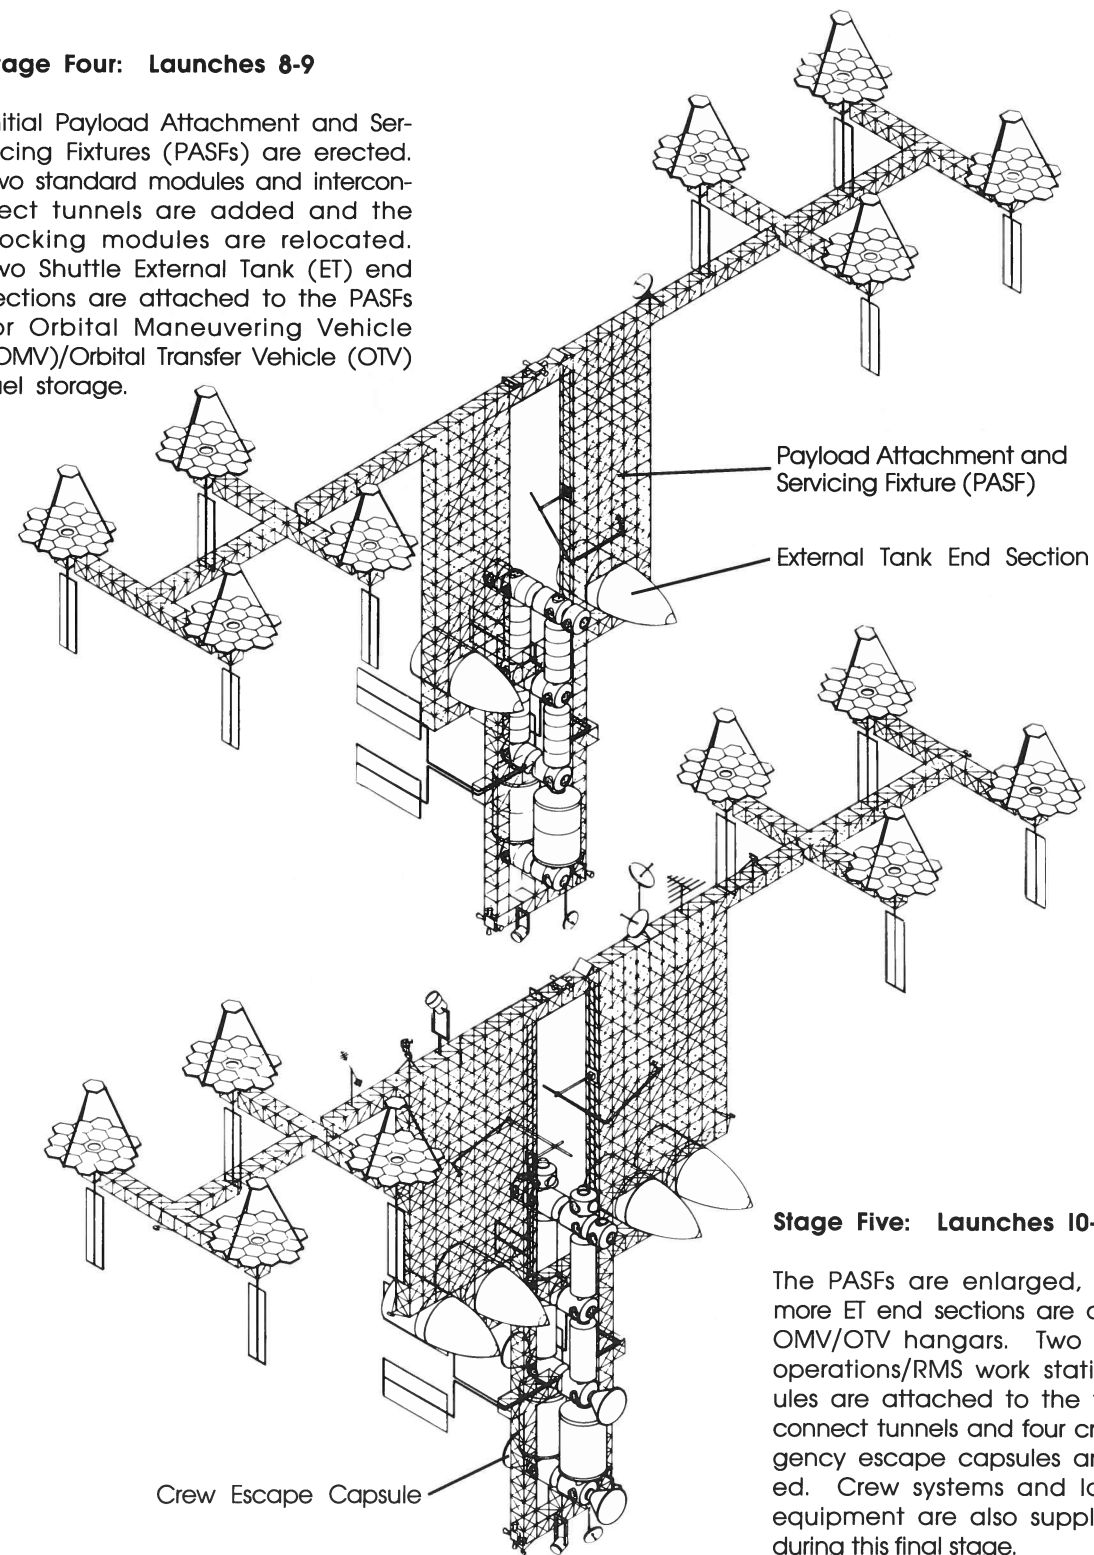 tage Four: Launches 8-9
nitial Payload Attachment and Ser-
icing Fixtures (PASFs) are erected.
wo standard modules and intercon-
ect tunnels are added and the
ocking modules are relocated.
wo Shuttle External Tank (ET) end
ections are attached to the PASFs
or Orbital Maneuvering Vehicle
OMV)/Orbital Transfer Vehicle (OTV)
uel storage.
Payload Attachment and
Servicing Fixture (PASF)
External Tank End Section
Stage Five: Launches 10-
The PASFs are enlarged,
more ET end sections are
OMV/OTV hangars. Two
operations/RMS work stati
ules are attached to the
connect tunnels and four cr
gency escape capsules ar
ed. Crew systems and lo
equipment are also suppl
during this final stage.
Crew Escape Capsule